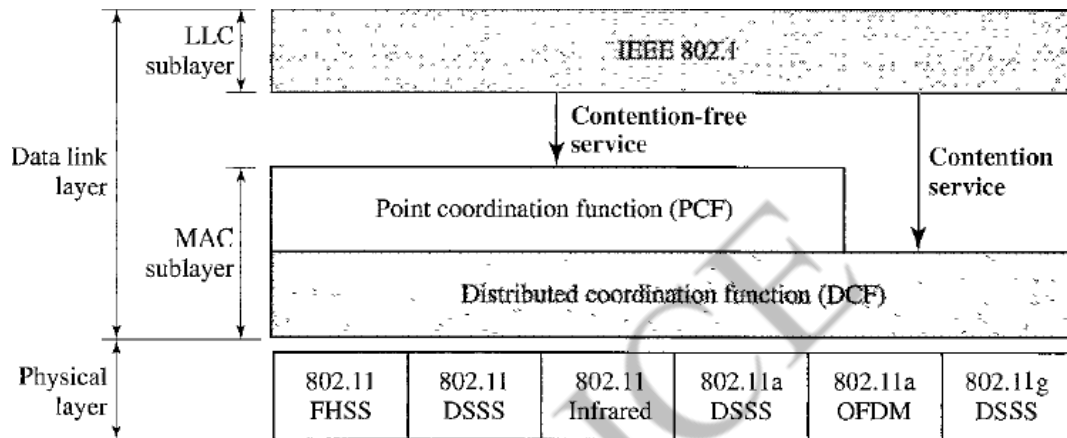 LLC
sublayer
IEEE 802.1
Contention-free
service
Contention
service
Data link
layer
MAC
sublayer
Point coordination function (PCF)
Distributed coordination function (DCF)
Physical
layer
802.11
FHSS
802.11
DSSS
802.11
Infrared
802.11a
DSSS
802.11a
OFDM
802.11g
DSSS